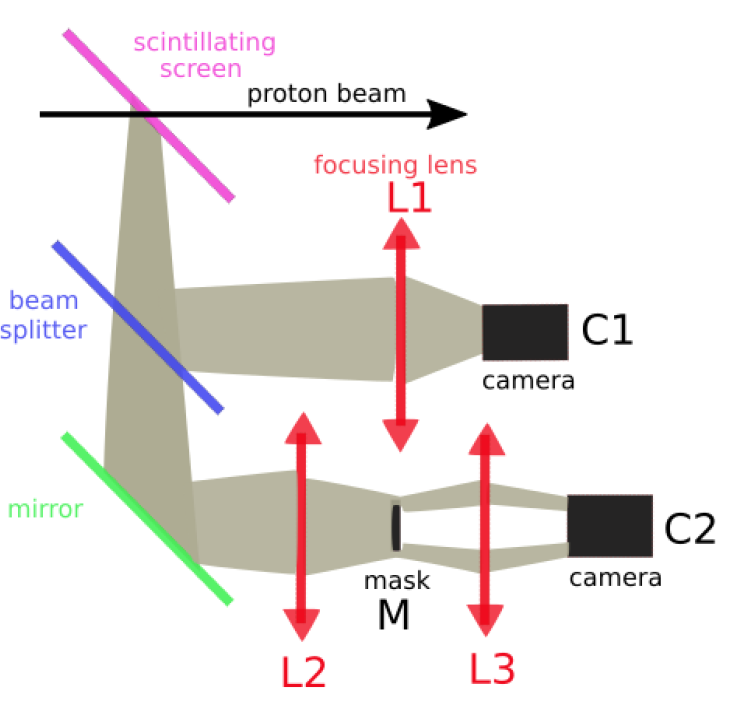 scintillating
screen
proton beam
focusing lens
L1
beam
splitter
C1
camera
mirror
C2
camera
mask
M
L2
L3